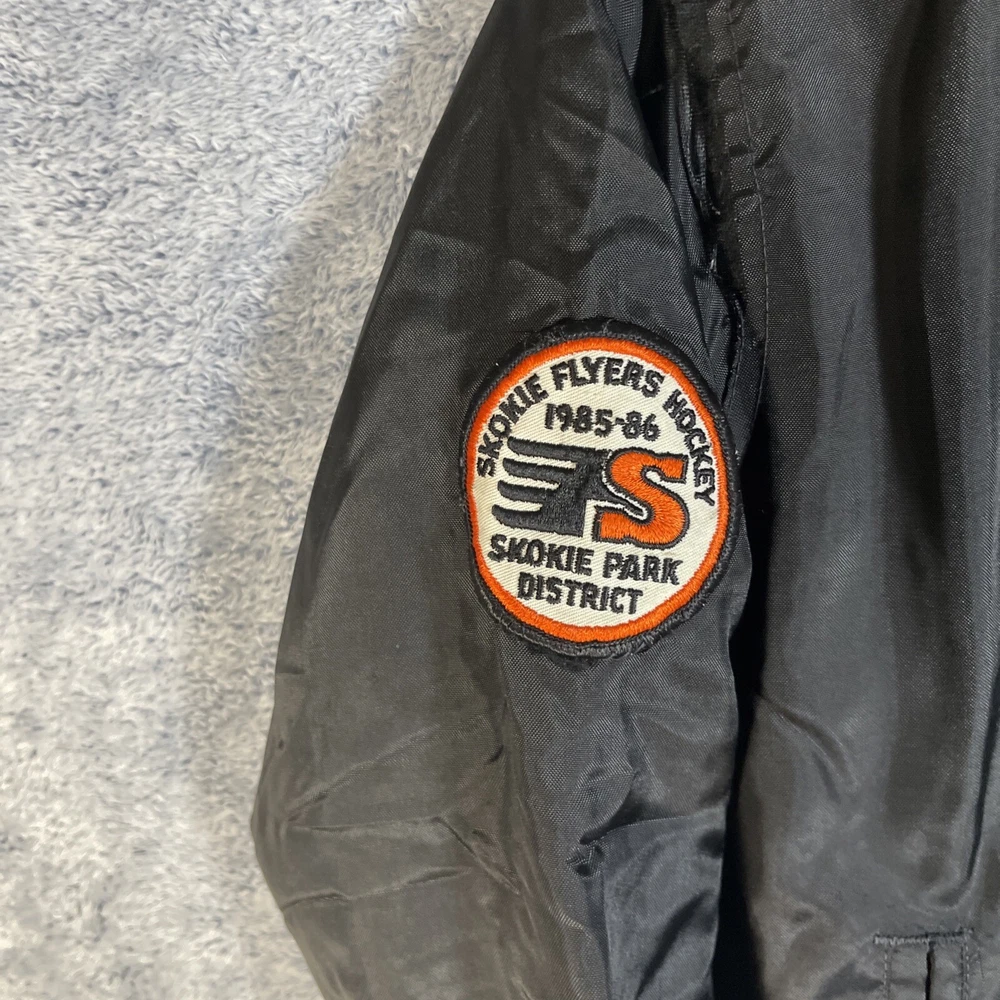 SKOKIE FLYERS HOCKEY
1985-86
S
SKOKIE PARK
DISTRICT